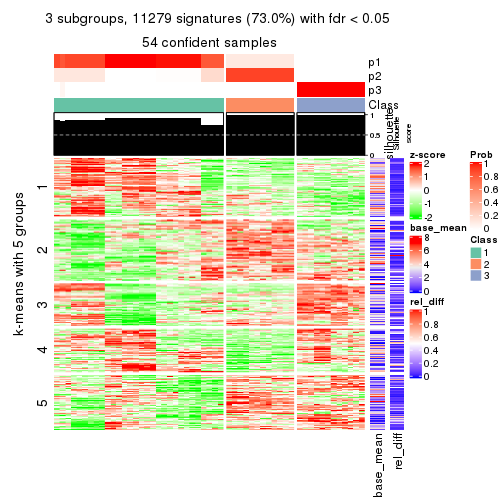 3 subgroups, 11279 signatures (73.0%) with fdr < 0.05
54 confident samples
p1
p2
p3
Class
1
0.5
0
silhouette
Silhouette
score
k-means with 5 groups
1
2
3
4
5
base_mean
rel_diff
z-score
2
1
0
-1
-2
base_mean
8
6
4
2
0
rel_diff
1
0.8
0.6
0.4
0.2
0
Prob
1
0.8
0.6
0.4
0.2
0
Class
1
2
3